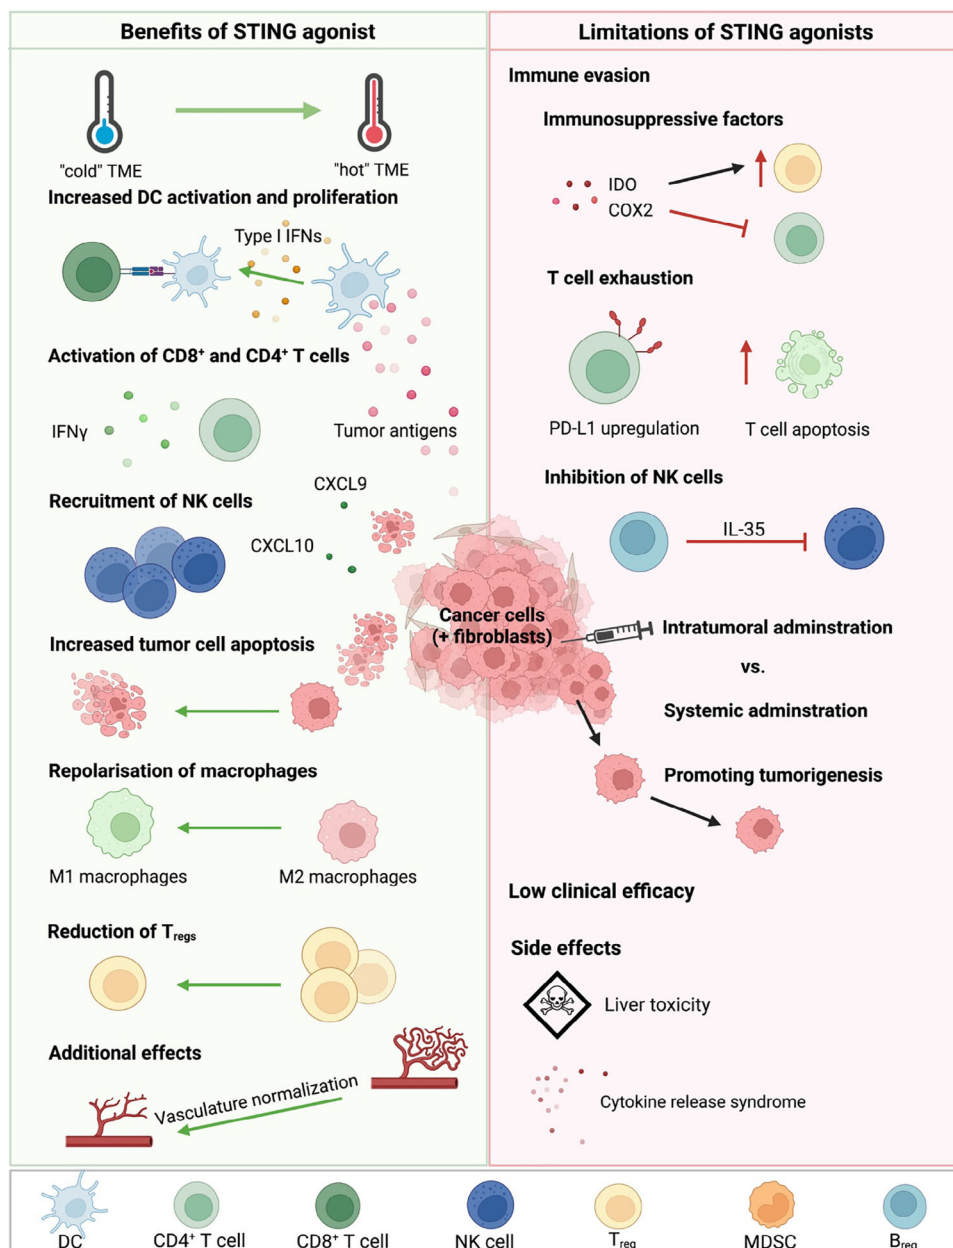 Benefits of STING agonist
"cold" TME
"hot" TME
Increased DC activation and proliferation
Type I IFNs
Activation of CD8⁺ and CD4⁺ T cells
IFNγ
Tumor antigens
Recruitment of NK cells
CXCL9
CXCL10
Increased tumor cell apoptosis
Repolarisation of macrophages
M1 macrophages
M2 macrophages
Reduction of Tregs
Additional effects
Vasculature normalization
Cancer cells
(+ fibroblasts)
Limitations of STING agonists
Immune evasion
Immunosuppressive factors
IDO
COX2
T cell exhaustion
PD-L1 upregulation
T cell apoptosis
Inhibition of NK cells
IL-35
Intratumoral adminstration
vs.
Systemic adminstration
Promoting tumorigenesis
Low clinical efficacy
Side effects
Liver toxicity
Cytokine release syndrome
DC
CD4⁺ T cell
CD8⁺ T cell
NK cell
Treg
MDSC
Breg